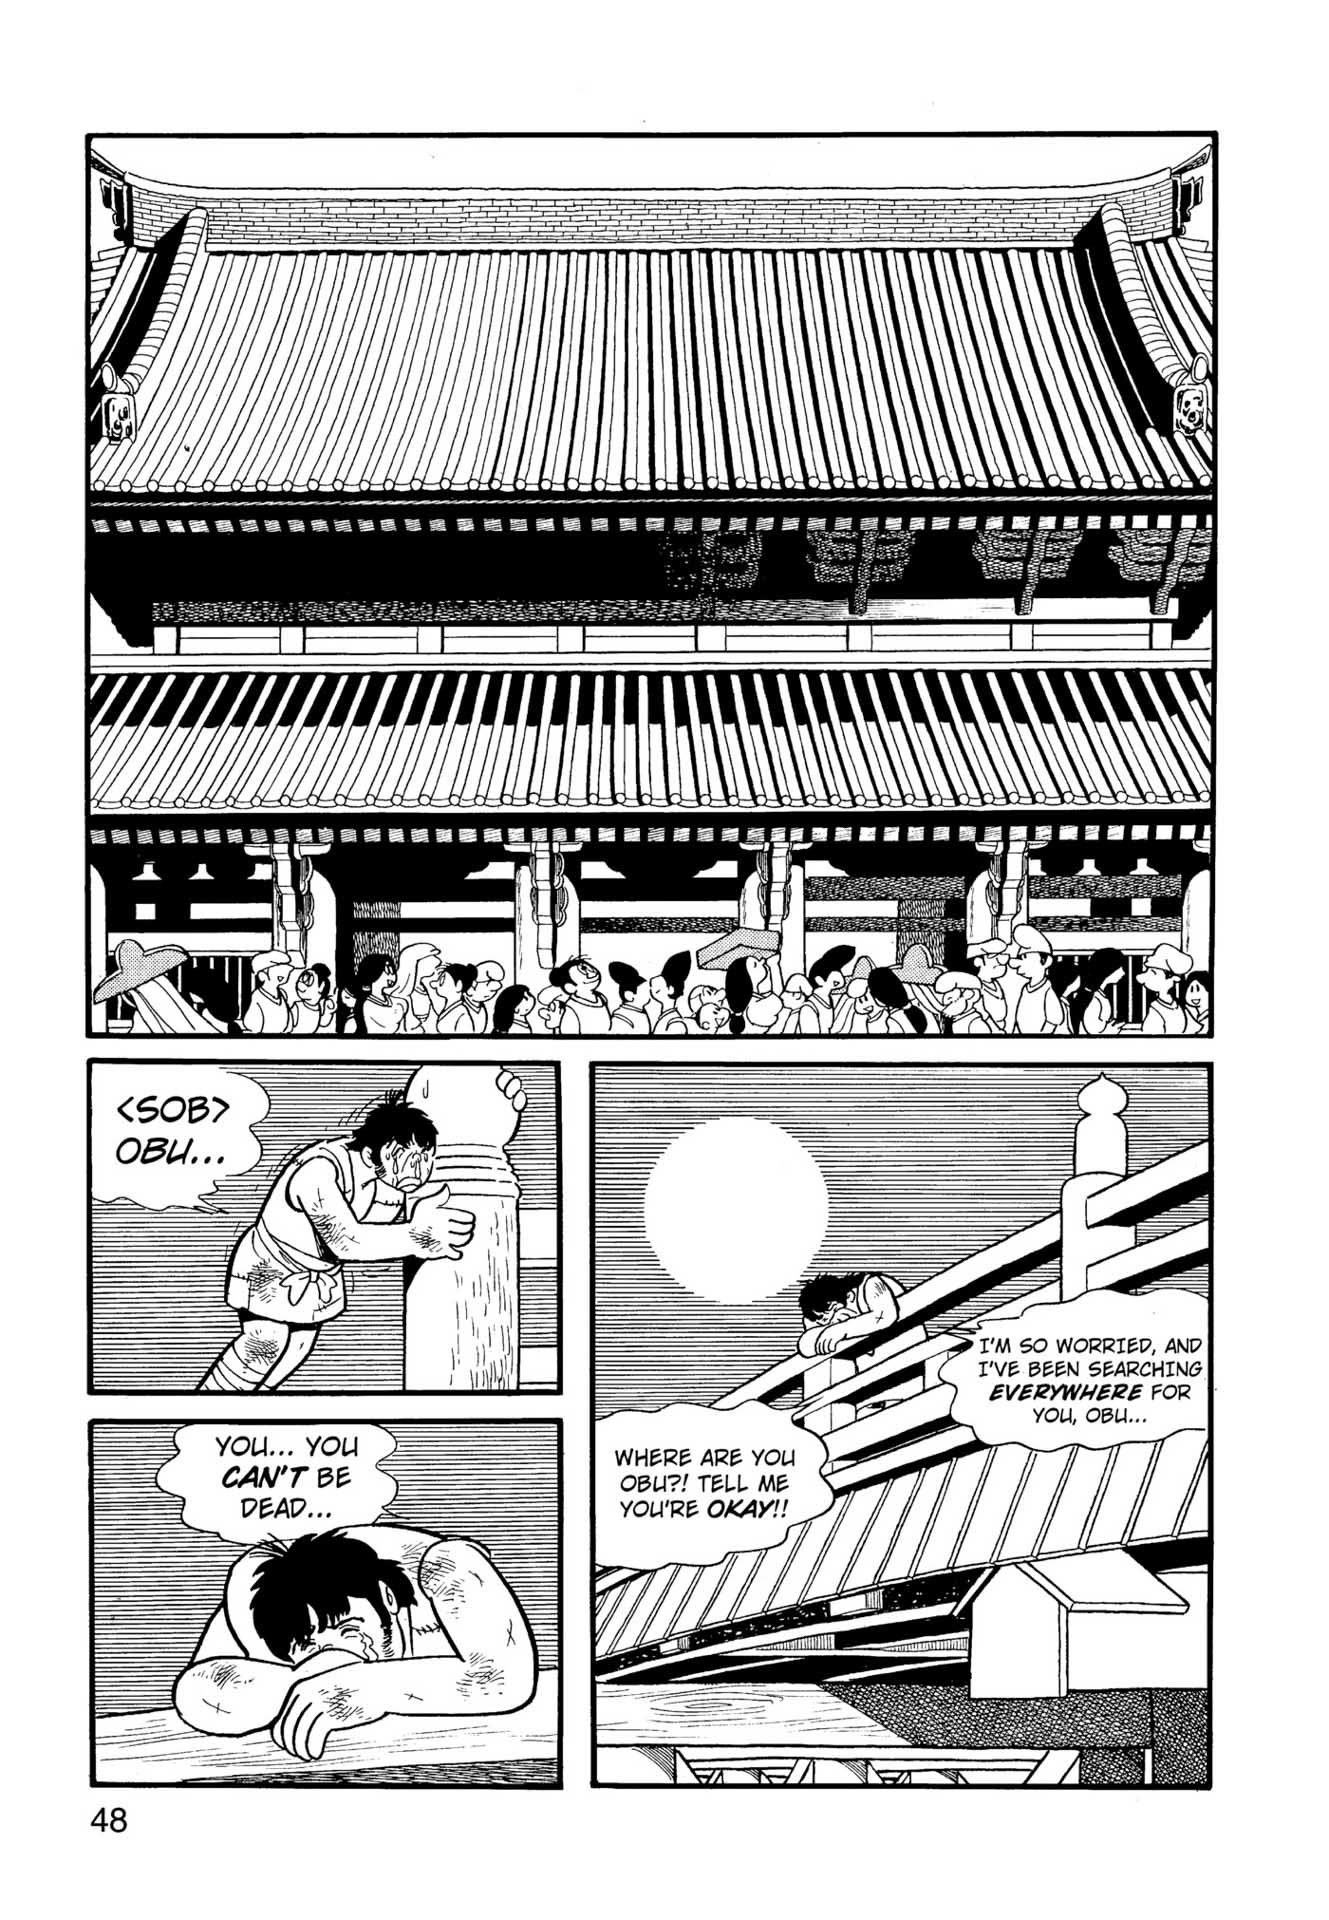 I'M SO WORRIED, AND
I'VE BEEN SEARCHING
EVERYWHERE FOR
YOU, OBU...
WHERE ARE YOU
OBU?! TELL ME
YOU'RE OKAY!!
<SOB>
OBU...
YOU... YOU
CAN'T BE
DEAD...
48